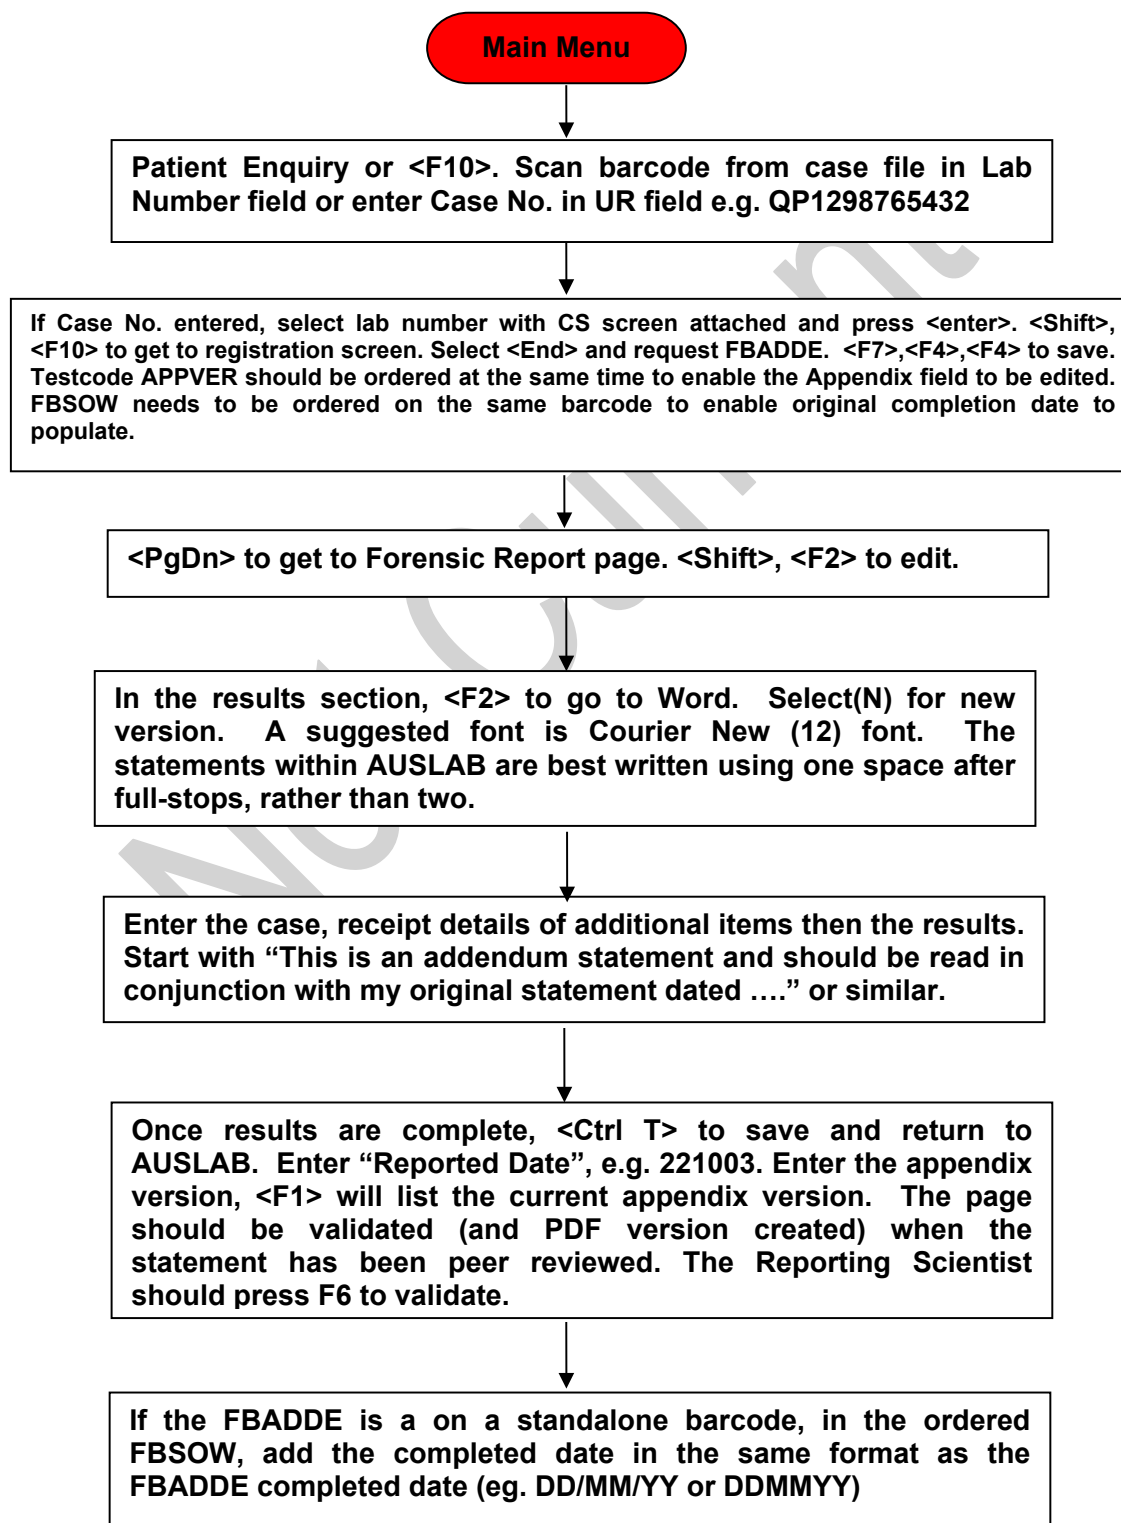 Main Menu
Patient Enquiry or <F10>. Scan barcode from case file in Lab
Number field or enter Case No. in UR field e.g. QP1298765432
If Case No. entered, select lab number with CS screen attached and press <enter>. <Shift>,
<F10> to get to registration screen. Select <End> and request FBADDE. <F7>,<F4>,<F4> to save.
Testcode APPVER should be ordered at the same time to enable the Appendix field to be edited.
FBSOW needs to be ordered on the same barcode to enable original completion date to
populate.
<PgDn> to get to Forensic Report page. <Shift>, <F2> to edit.
In the results section, <F2> to go to Word. Select(N) for new
version. A suggested font is Courier New (12) font. The
statements within AUSLAB are best written using one space after
full-stops, rather than two.
Enter the case, receipt details of additional items then the results.
Start with “This is an addendum statement and should be read in
conjunction with my original statement dated ….” or similar.
Once results are complete, <Ctrl T> to save and return to
AUSLAB. Enter “Reported Date”, e.g. 221003. Enter the appendix
version, <F1> will list the current appendix version. The page
should be validated (and PDF version created) when the
statement has been peer reviewed. The Reporting Scientist
should press F6 to validate.
If the FBADDE is a on a standalone barcode, in the ordered
FBSOW, add the completed date in the same format as the
FBADDE completed date (eg. DD/MM/YY or DDMMYY)